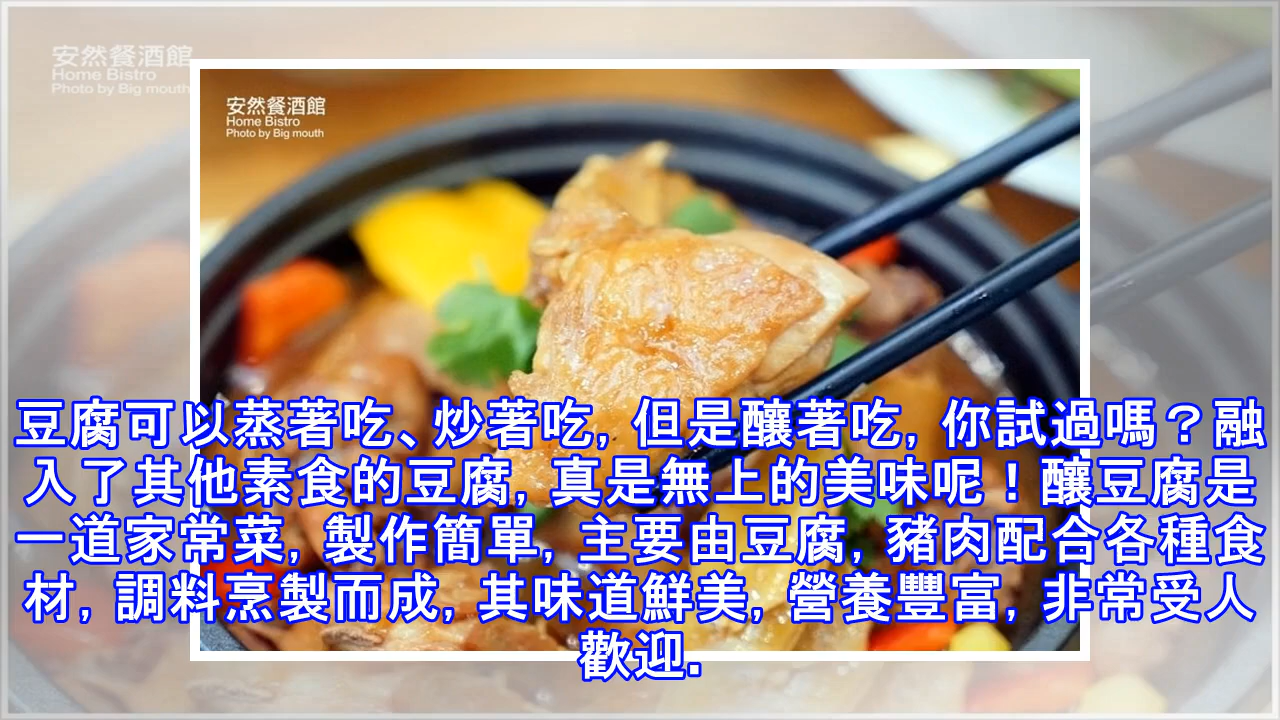 安然餐酒館
Home Bistro
Photo by Big mouth
安然餐酒館
Home Bistro
Photo by Big mouth
豆腐可以蒸著吃、炒著吃, 但是釀著吃, 你試過嗎？融
入了其他素食的豆腐, 真是無上的美味呢！釀豆腐是
一道家常菜, 製作簡單, 主要由豆腐, 豬肉配合各種食
材, 調料烹製而成, 其味道鮮美, 營養豐富, 非常受人
歡迎.